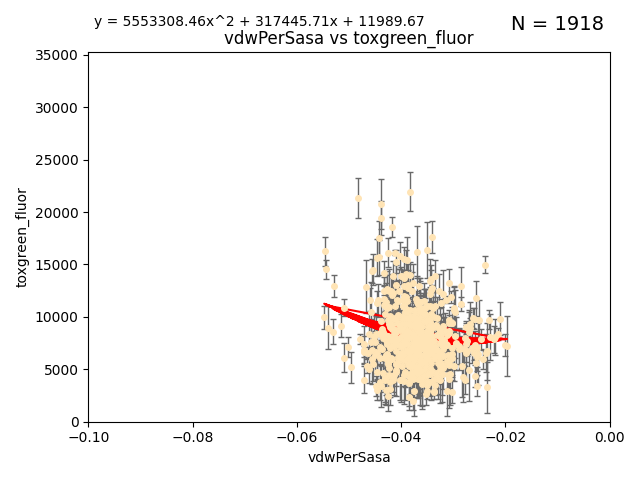 y = 5553308.46x^2 + 317445.71x + 11989.67
N = 1918
vdwPerSasa vs toxgreen_fluor
35000
30000
25000
20000
15000
10000
5000
0
toxgreen_fluor
−0.10
−0.08
−0.06
−0.04
−0.02
0.00
vdwPerSasa